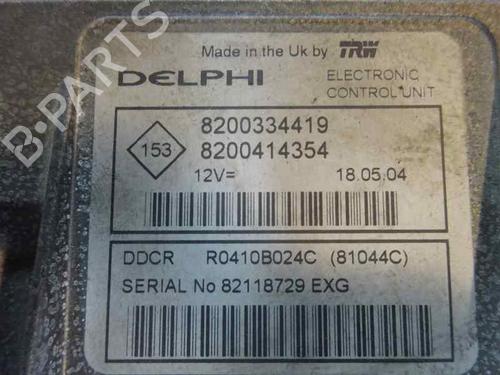 Made in the Uk by TRW
DELPHI
ELECTRONIC
CONTROL UNIT
153
8200334419
8200414354
12V=
18.05.04
DDCR R0410B024C (81044C)
SERIAL No 82118729 EXG
B-PARTS